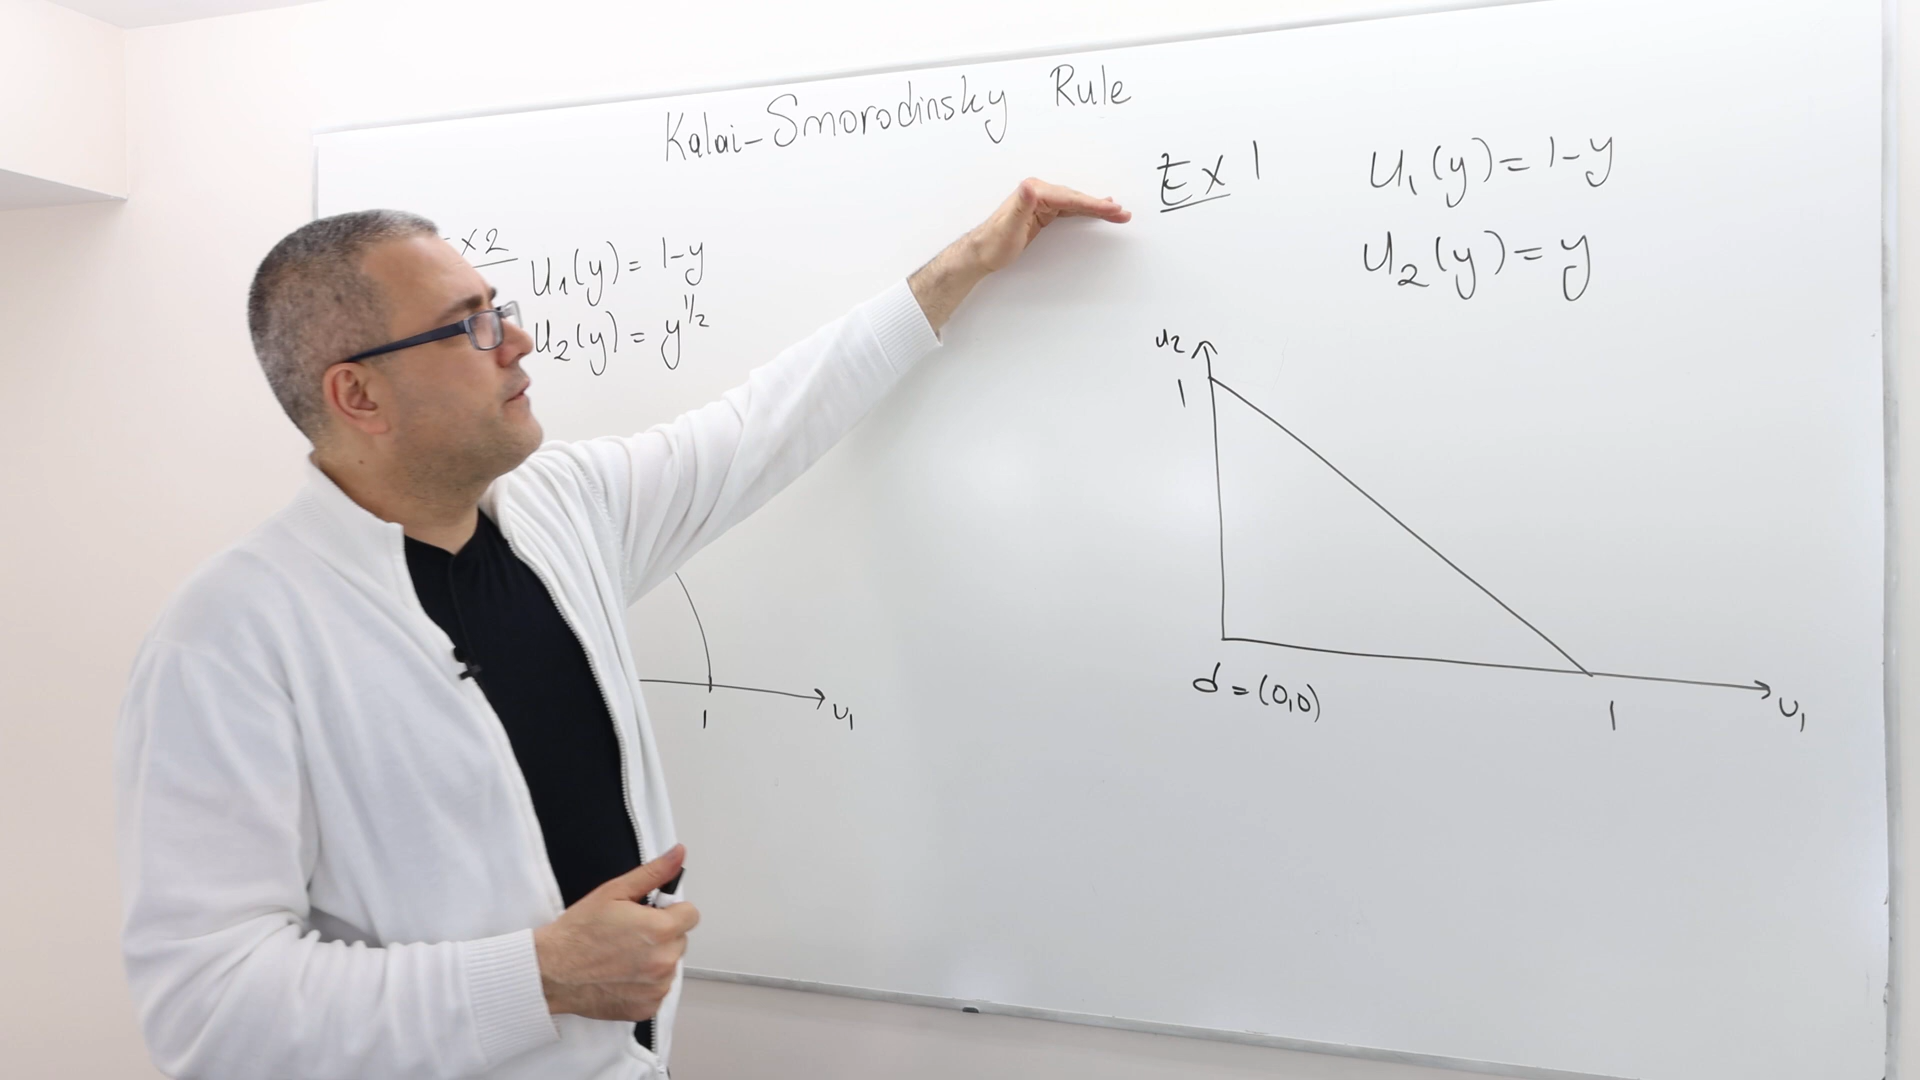 Kalai-Smorodinsky Rule
Ex 1
U₁(y) = 1-y
U₂(y) = y
u₂
1
d = (0,0)
1
U₁
x2
U₁(y) = 1-y
U₂(y) = y^1/2
1
U₁